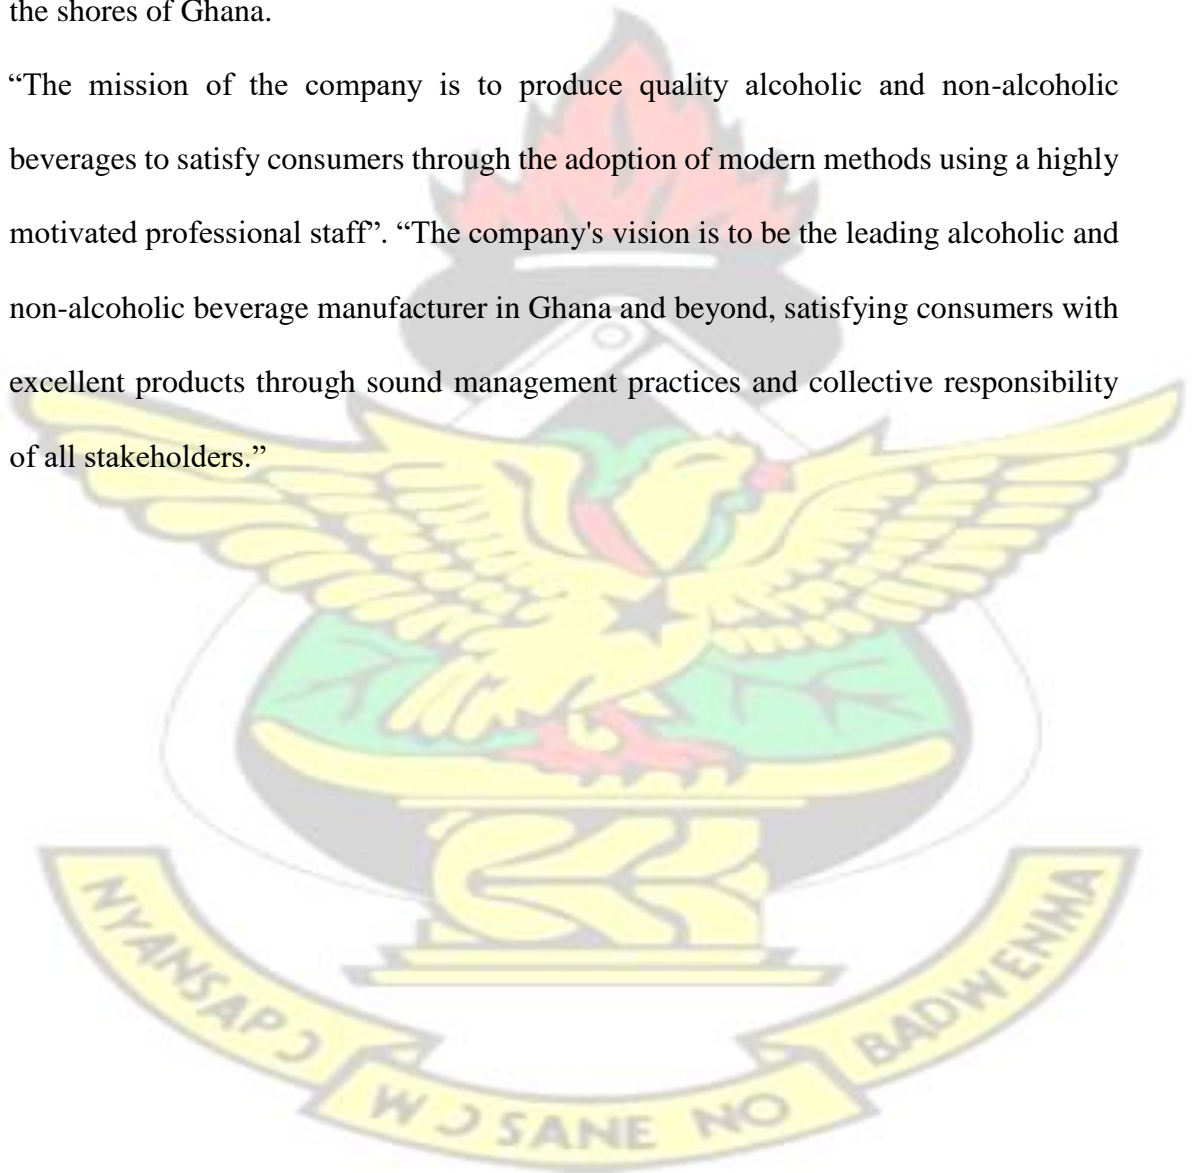 the shores of Ghana.
“The mission of the company is to produce quality alcoholic and non-alcoholic
beverages to satisfy consumers through the adoption of modern methods using a highly
motivated professional staff”. “The company's vision is to be the leading alcoholic and
non-alcoholic beverage manufacturer in Ghana and beyond, satisfying consumers with
excellent products through sound management practices and collective responsibility
of all stakeholders.”
NYANSAPƆ
WƆSANE NO
BADWENMA